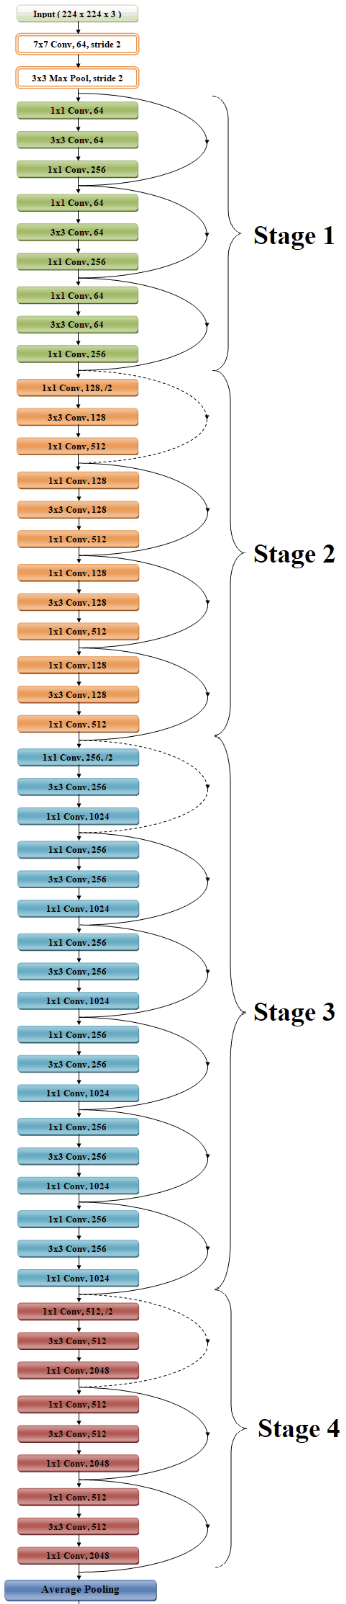 Input ( 224 x 224 x 3 )
7x7 Conv, 64, stride 2
3x3 Max Pool, stride 2
1x1 Conv, 64
3x3 Conv, 64
1x1 Conv, 256
1x1 Conv, 64
3x3 Conv, 64
Stage 1
1x1 Conv, 256
1x1 Conv, 64
3x3 Conv, 64
1x1 Conv, 256
1x1 Conv, 128, /2
3x3 Conv, 128
1x1 Conv, 512
1x1 Conv, 128
3x3 Conv, 128
1x1 Conv, 512
Stage 2
1x1 Conv, 128
3x3 Conv, 128
1x1 Conv, 512
1x1 Conv, 128
3x3 Conv, 128
1x1 Conv, 512
1x1 Conv, 256, /2
3x3 Conv, 256
1x1 Conv, 1024
1x1 Conv, 256
3x3 Conv, 256
1x1 Conv, 1024
1x1 Conv, 256
3x3 Conv, 256
1x1 Conv, 1024
Stage 3
1x1 Conv, 256
3x3 Conv, 256
1x1 Conv, 1024
1x1 Conv, 256
3x3 Conv, 256
1x1 Conv, 1024
1x1 Conv, 256
3x3 Conv, 256
1x1 Conv, 1024
1x1 Conv, 512, /2
3x3 Conv, 512
1x1 Conv, 2048
1x1 Conv, 512
3x3 Conv, 512
Stage 4
1x1 Conv, 2048
1x1 Conv, 512
3x3 Conv, 512
1x1 Conv, 2048
Average Pooling